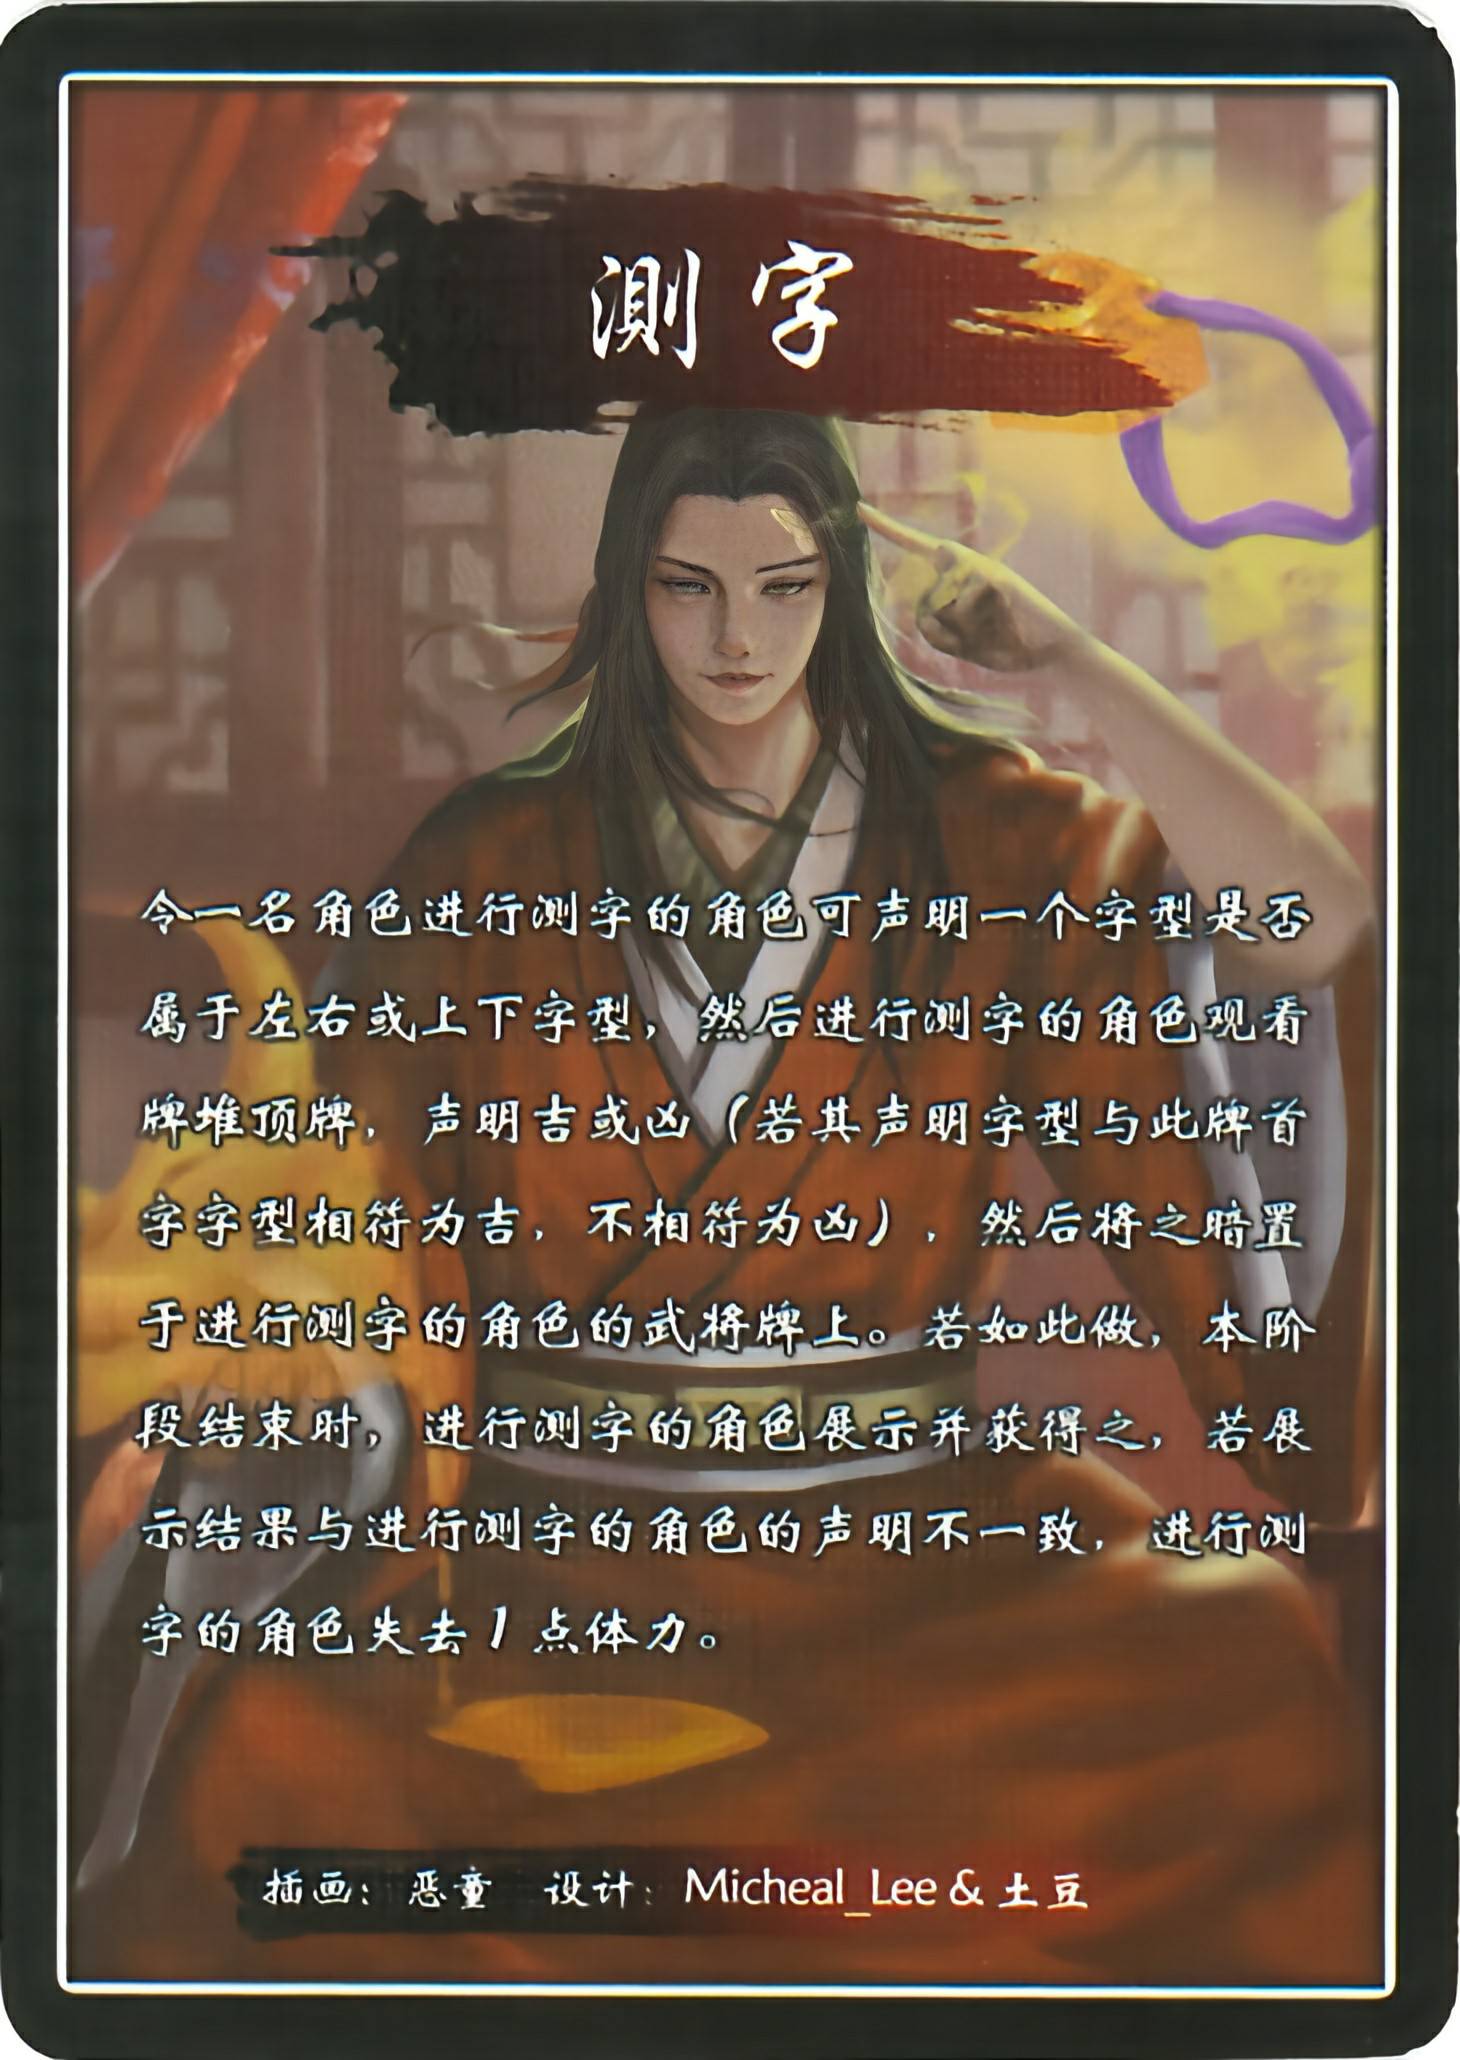 测字
令一名角色进行测字的角色可声明一个字型是否
属于左右或上下字型，然后进行测字的角色观看
牌堆顶牌，声明吉或凶（若其声明字型与此牌首
字字型相符为吉，不相符为凶），然后将之暗置
于进行测字的角色的武将牌上。若如此做，本阶
段结束时，进行测字的角色展示并获得之，若展
示结果与进行测字的角色的声明不一致，进行测
字的角色失去1点体力。
插画：恶童 设计：Micheal_Lee & 土豆